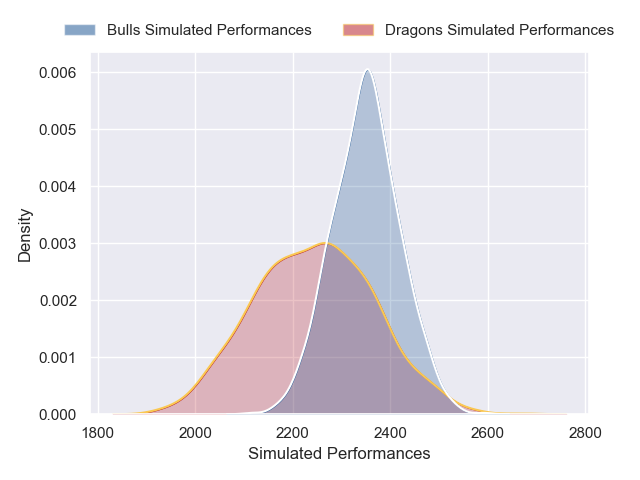 Bulls Simulated Performances   Dragons Simulated Performances
0.006
0.005
0.004
0.003
0.002
0.001
0.000
Density
1800 2000 2200 2400 2600 2800
Simulated Performances